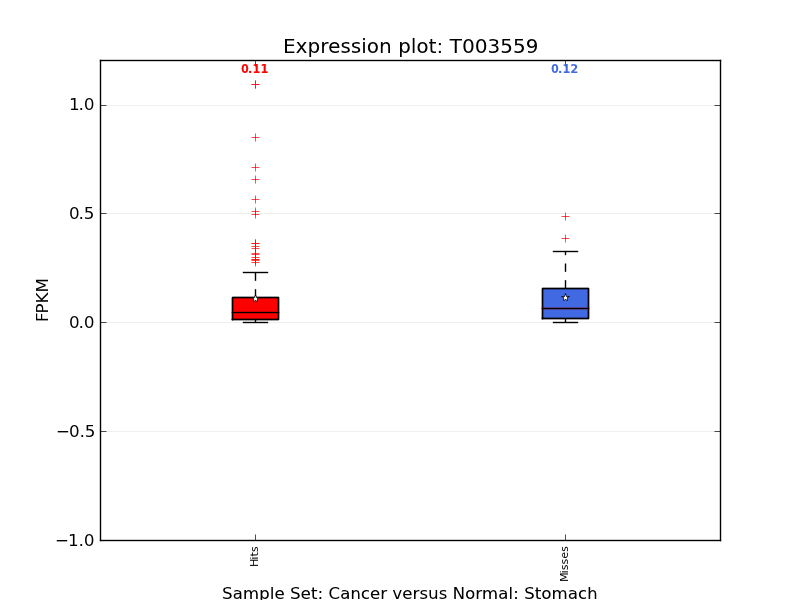 Expression plot: T003559
0.11
0.12
1.0
0.5
0.0
−0.5
−1.0
FPKM
Hits
Misses
Sample Set: Cancer versus Normal: Stomach